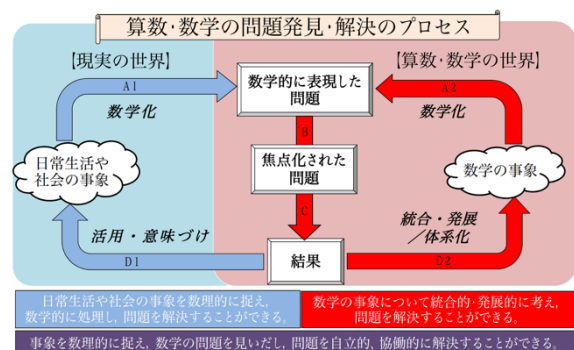 算数・数学の問題発見・解決のプロセス
【現実の世界】
【算数・数学の世界】
A1
A2
数学的に表現した
問題
数学化
数学化
B
日常生活や
社会の事象
焦点化された
問題
数学の事象
C
活用・意味づけ
統合・発展
/体系化
結果
D1
D2
日常生活や社会の事象を数理的に捉え,
数学的に処理し,問題を解決することができる。
数学の事象について統合的・発展的に考え,
問題を解決することができる。
事象を数理的に捉え,数学の問題を見いだし,問題を自立的、協働的に解決することができる。